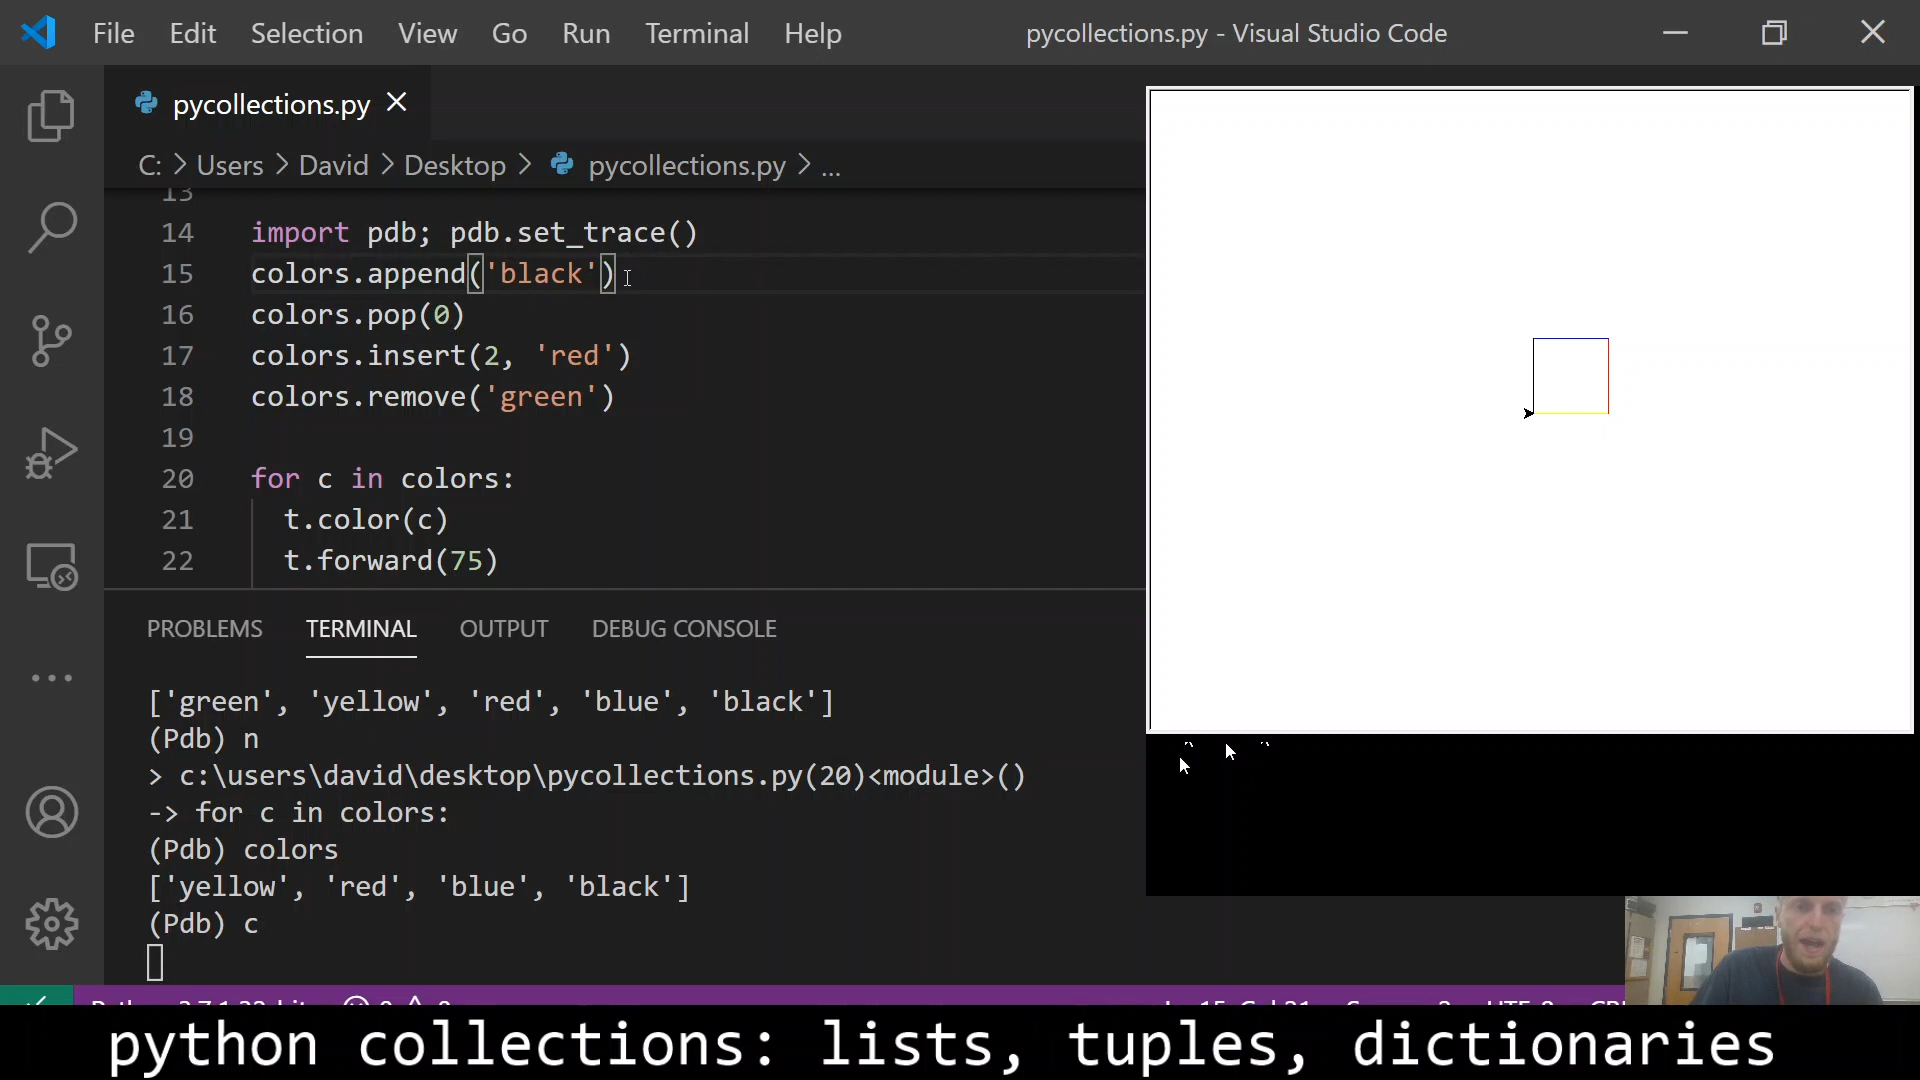 File Edit Selection View Go Run Terminal Help
pycollections.py - Visual Studio Code
pycollections.py
C: > Users > David > Desktop > pycollections.py > ...
13
14 import pdb; pdb.set_trace()
15 colors.append('black')
16 colors.pop(0)
17 colors.insert(2, 'red')
18 colors.remove('green')
19
20 for c in colors:
21 t.color(c)
22 t.forward(75)
PROBLEMS TERMINAL OUTPUT DEBUG CONSOLE
['green', 'yellow', 'red', 'blue', 'black']
(Pdb) n
> c:\users\david\desktop\pycollections.py(20)<module>()
-> for c in colors:
(Pdb) colors
['yellow', 'red', 'blue', 'black']
(Pdb) c
python collections: lists, tuples, dictionaries